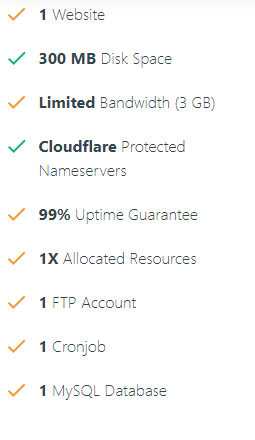 1 Website
300 MB Disk Space
Limited Bandwidth (3 GB)
Cloudflare Protected
Nameservers
99% Uptime Guarantee
1X Allocated Resources
1 FTP Account
1 Cronjob
1 MySQL Database